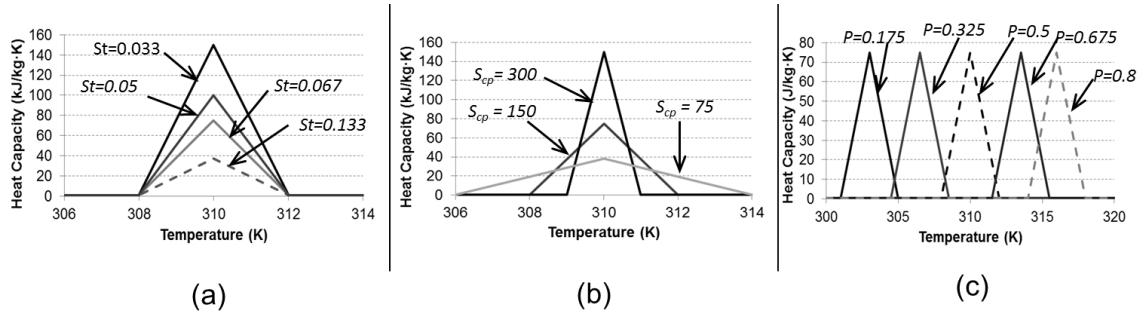 Heat Capacity (kJ/kg·K)
160
140
120
100
80
60
40
20
0
St=0.033
St=0.05
St=0.067
St=0.133
306 308 310 312 314
Temperature (K)
(a)
Heat Capacity (kJ/kg·K)
160
140
120
100
80
60
40
20
0
Scp = 300
Scp = 150
Scp = 75
306 308 310 312 314
Temperature (K)
(b)
Heat Capacity (J/kg·K)
80
70
60
50
40
30
20
10
0
P=0.175
P=0.325
P=0.5
P=0.675
P=0.8
300 305 310 315 320
Temperature (K)
(c)